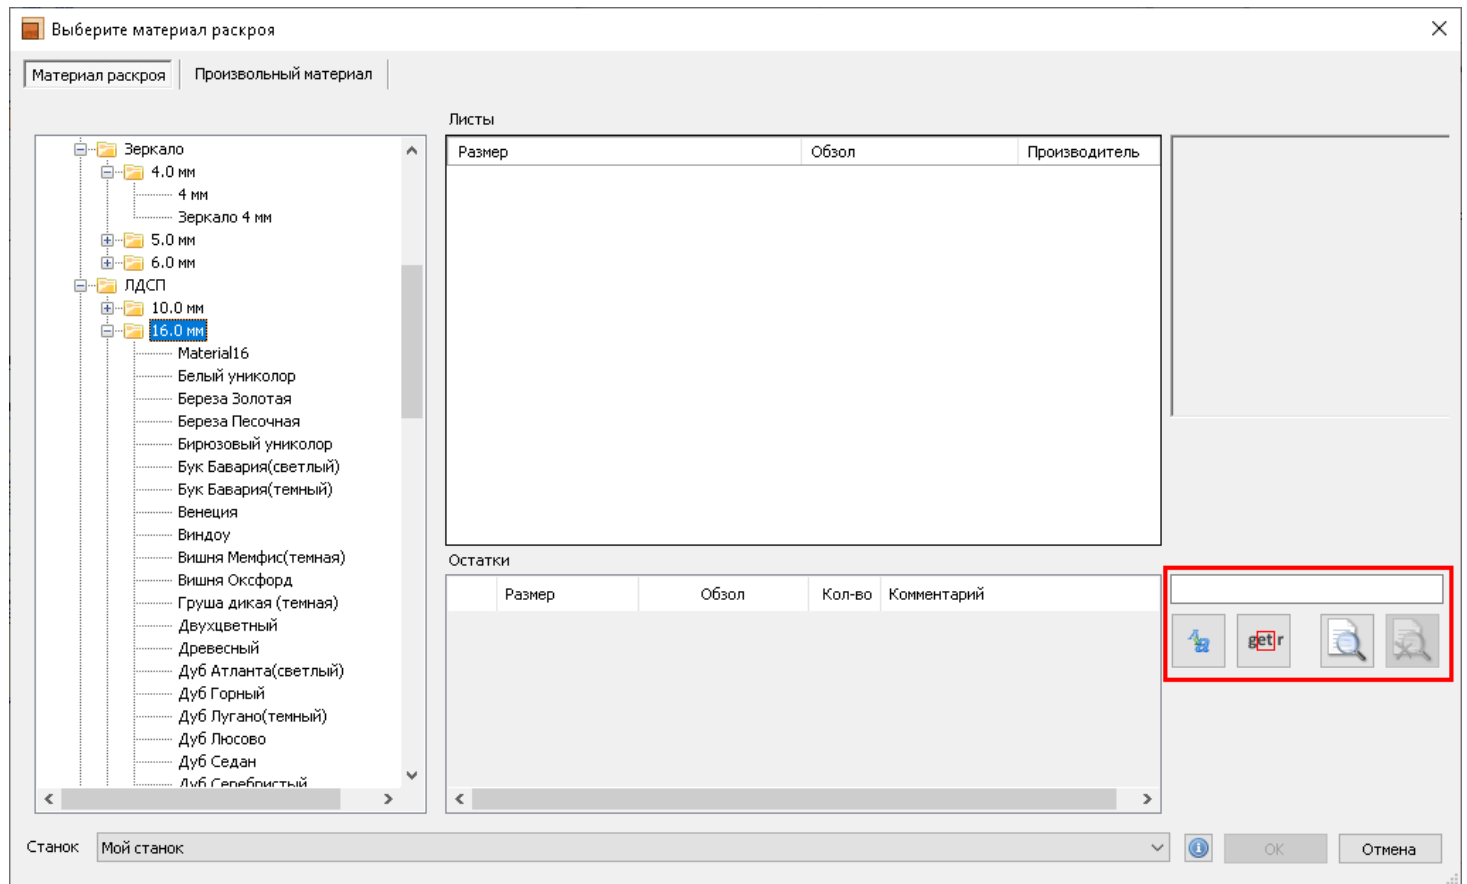 Выберите материал раскроя
Материал раскроя
Произвольный материал
Зеркало
4.0 мм
4 мм
Зеркало 4 мм
5.0 мм
6.0 мм
ЛДСП
10.0 мм
16.0 мм
Material16
Белый униколор
Береза Золотая
Береза Песочная
Бирюзовый униколор
Бук Бавария(светлый)
Бук Бавария(темный)
Венеция
Виндоу
Вишня Мемфис(темная)
Вишня Оксфорд
Груша дикая (темная)
Двухцветный
Древесный
Дуб Атланта(светлый)
Дуб Горный
Дуб Лугано(темный)
Дуб Люсово
Дуб Седан
Дуб Серебристый
Листы
Размер Обзол Производитель
Остатки
Размер Обзол Кол-во Комментарий
get r
Станок Мой станок
OK
Отмена